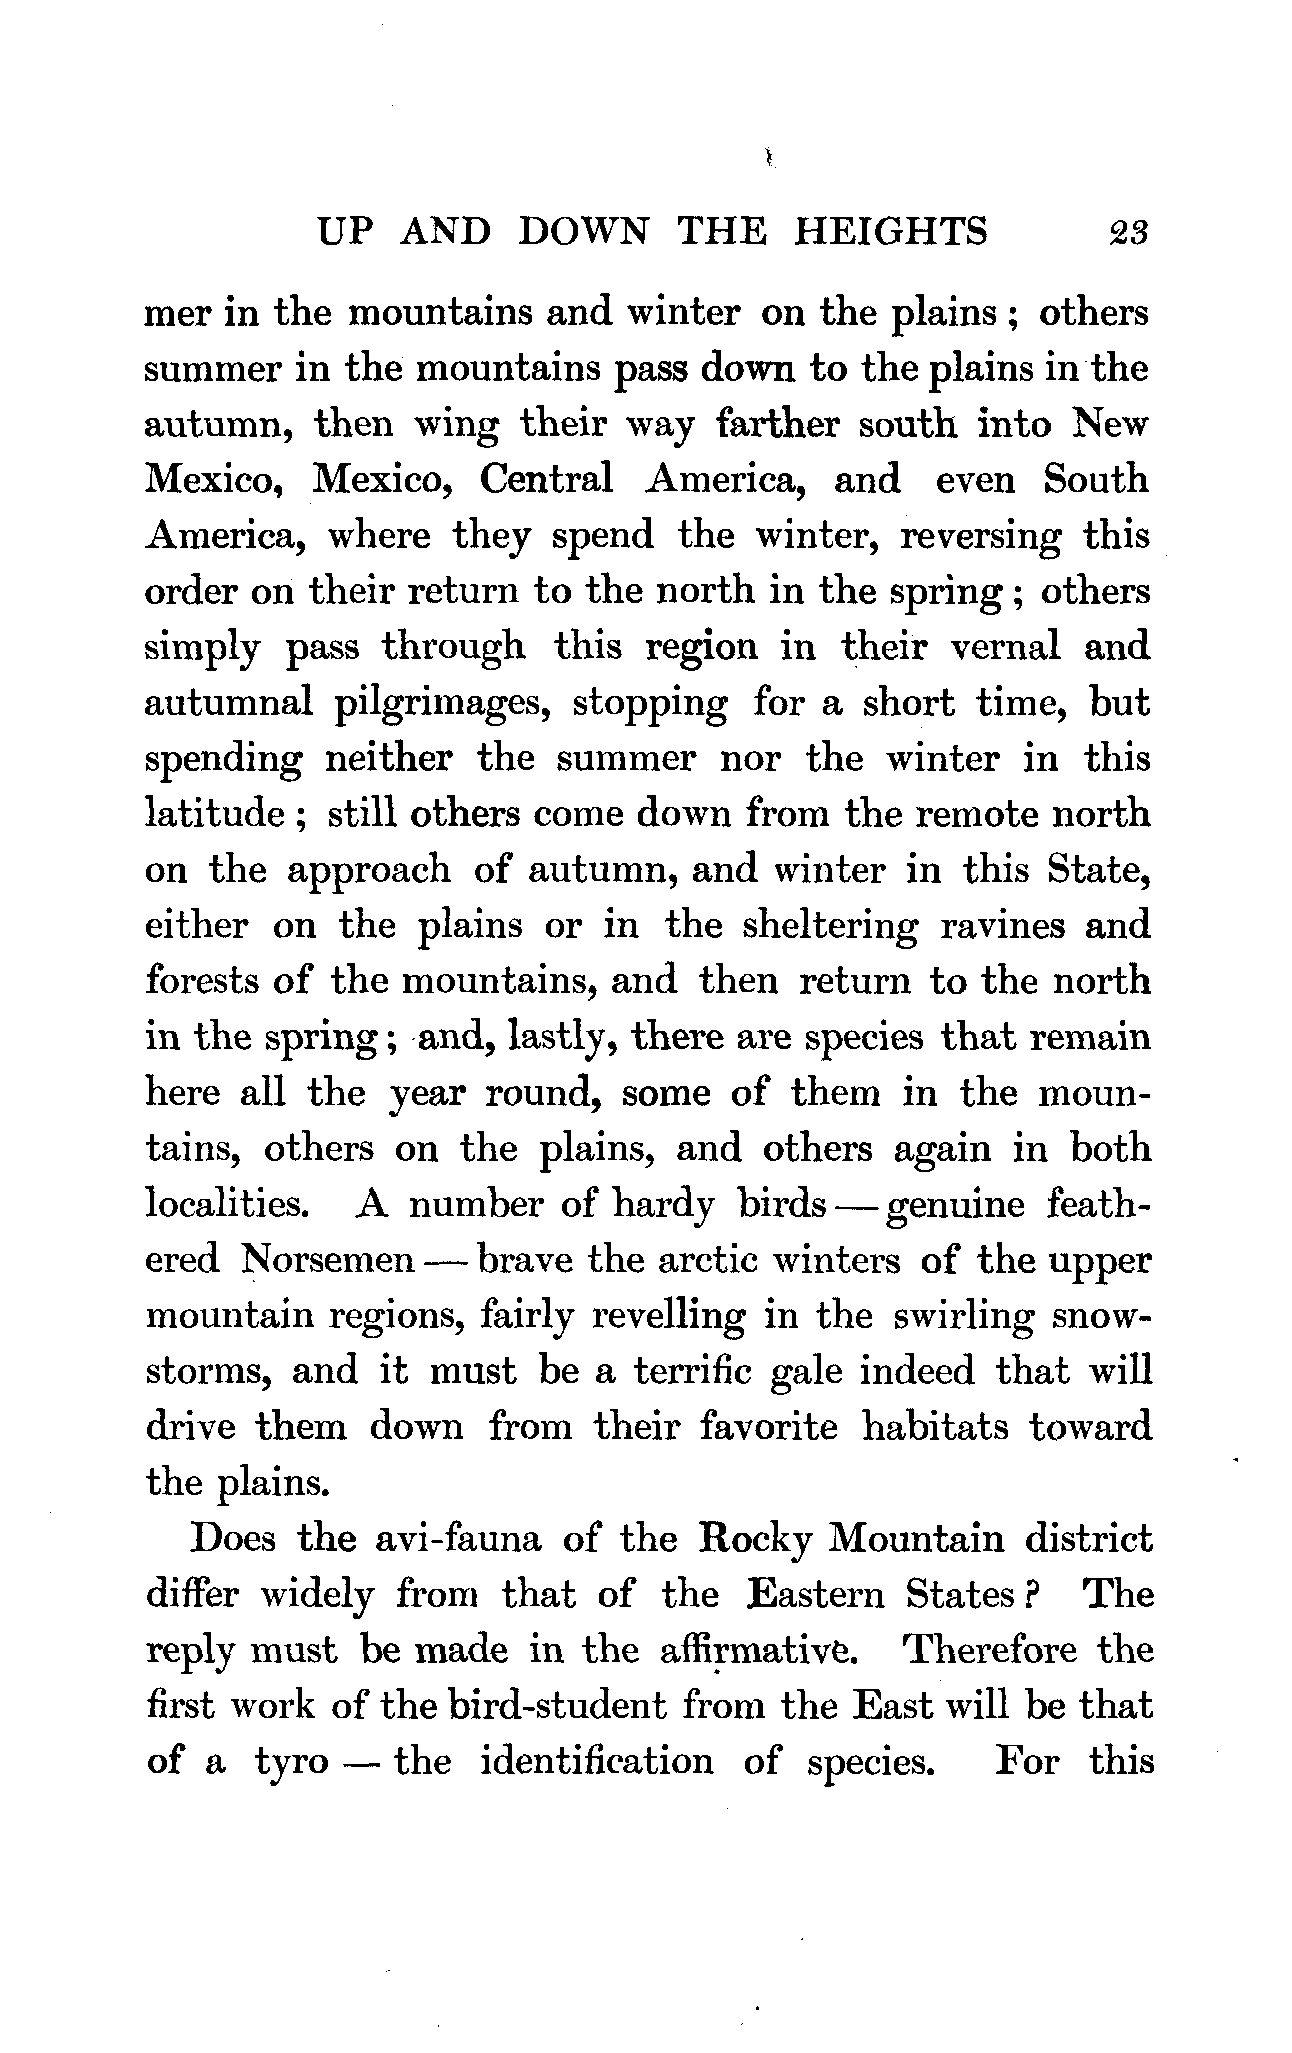 UP AND DOWN THE HEIGHTS 23
mer in the mountains and winter on the plains; others
summer in the mountains pass down to the plains in the
autumn, then wing their way farther south into New
Mexico, Mexico, Central America, and even South
America, where they spend the winter, reversing this
order on their return to the north in the spring; others
simply pass through this region in their vernal and
autumnal pilgrimages, stopping for a short time, but
spending neither the summer nor the winter in this
latitude; still others come down from the remote north
on the approach of autumn, and winter in this State,
either on the plains or in the sheltering ravines and
forests of the mountains, and then return to the north
in the spring; and, lastly, there are species that remain
here all the year round, some of them in the moun-
tains, others on the plains, and others again in both
localities. A number of hardy birds — genuine feath-
ered Norsemen — brave the arctic winters of the upper
mountain regions, fairly revelling in the swirling snow-
storms, and it must be a terrific gale indeed that will
drive them down from their favorite habitats toward
the plains.
Does the avi-fauna of the Rocky Mountain district
differ widely from that of the Eastern States? The
reply must be made in the affirmative. Therefore the
first work of the bird-student from the East will be that
of a tyro — the identification of species. For this